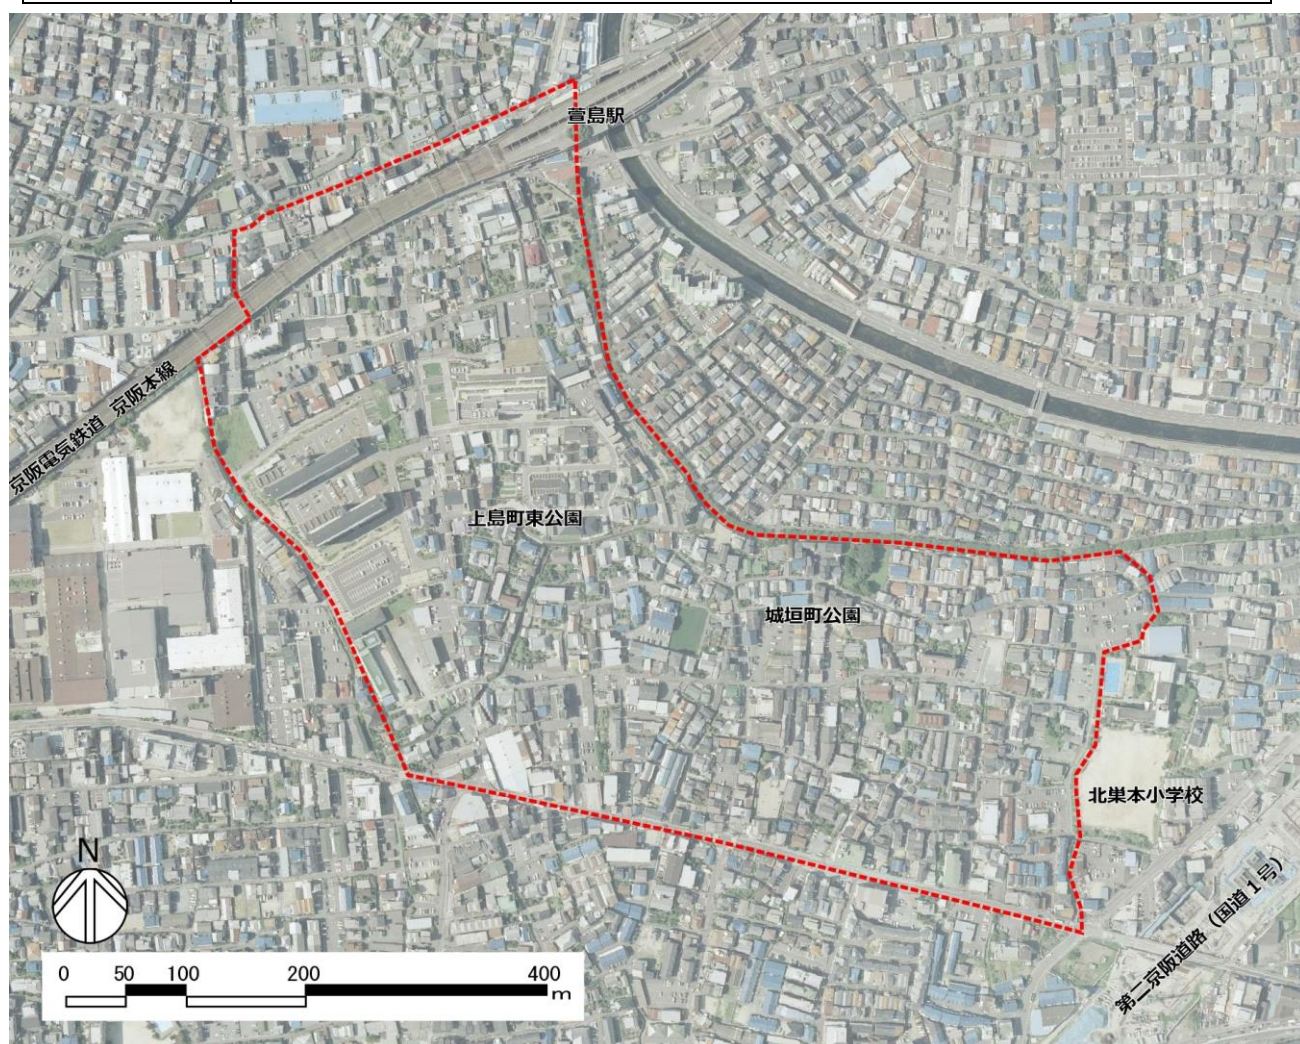 萱島駅
京阪電気鉄道 京阪本線
上島町東公園
城垣町公園
北巣本小学校
第二京阪道路(国道1号)
N
0 50 100 200 400
m